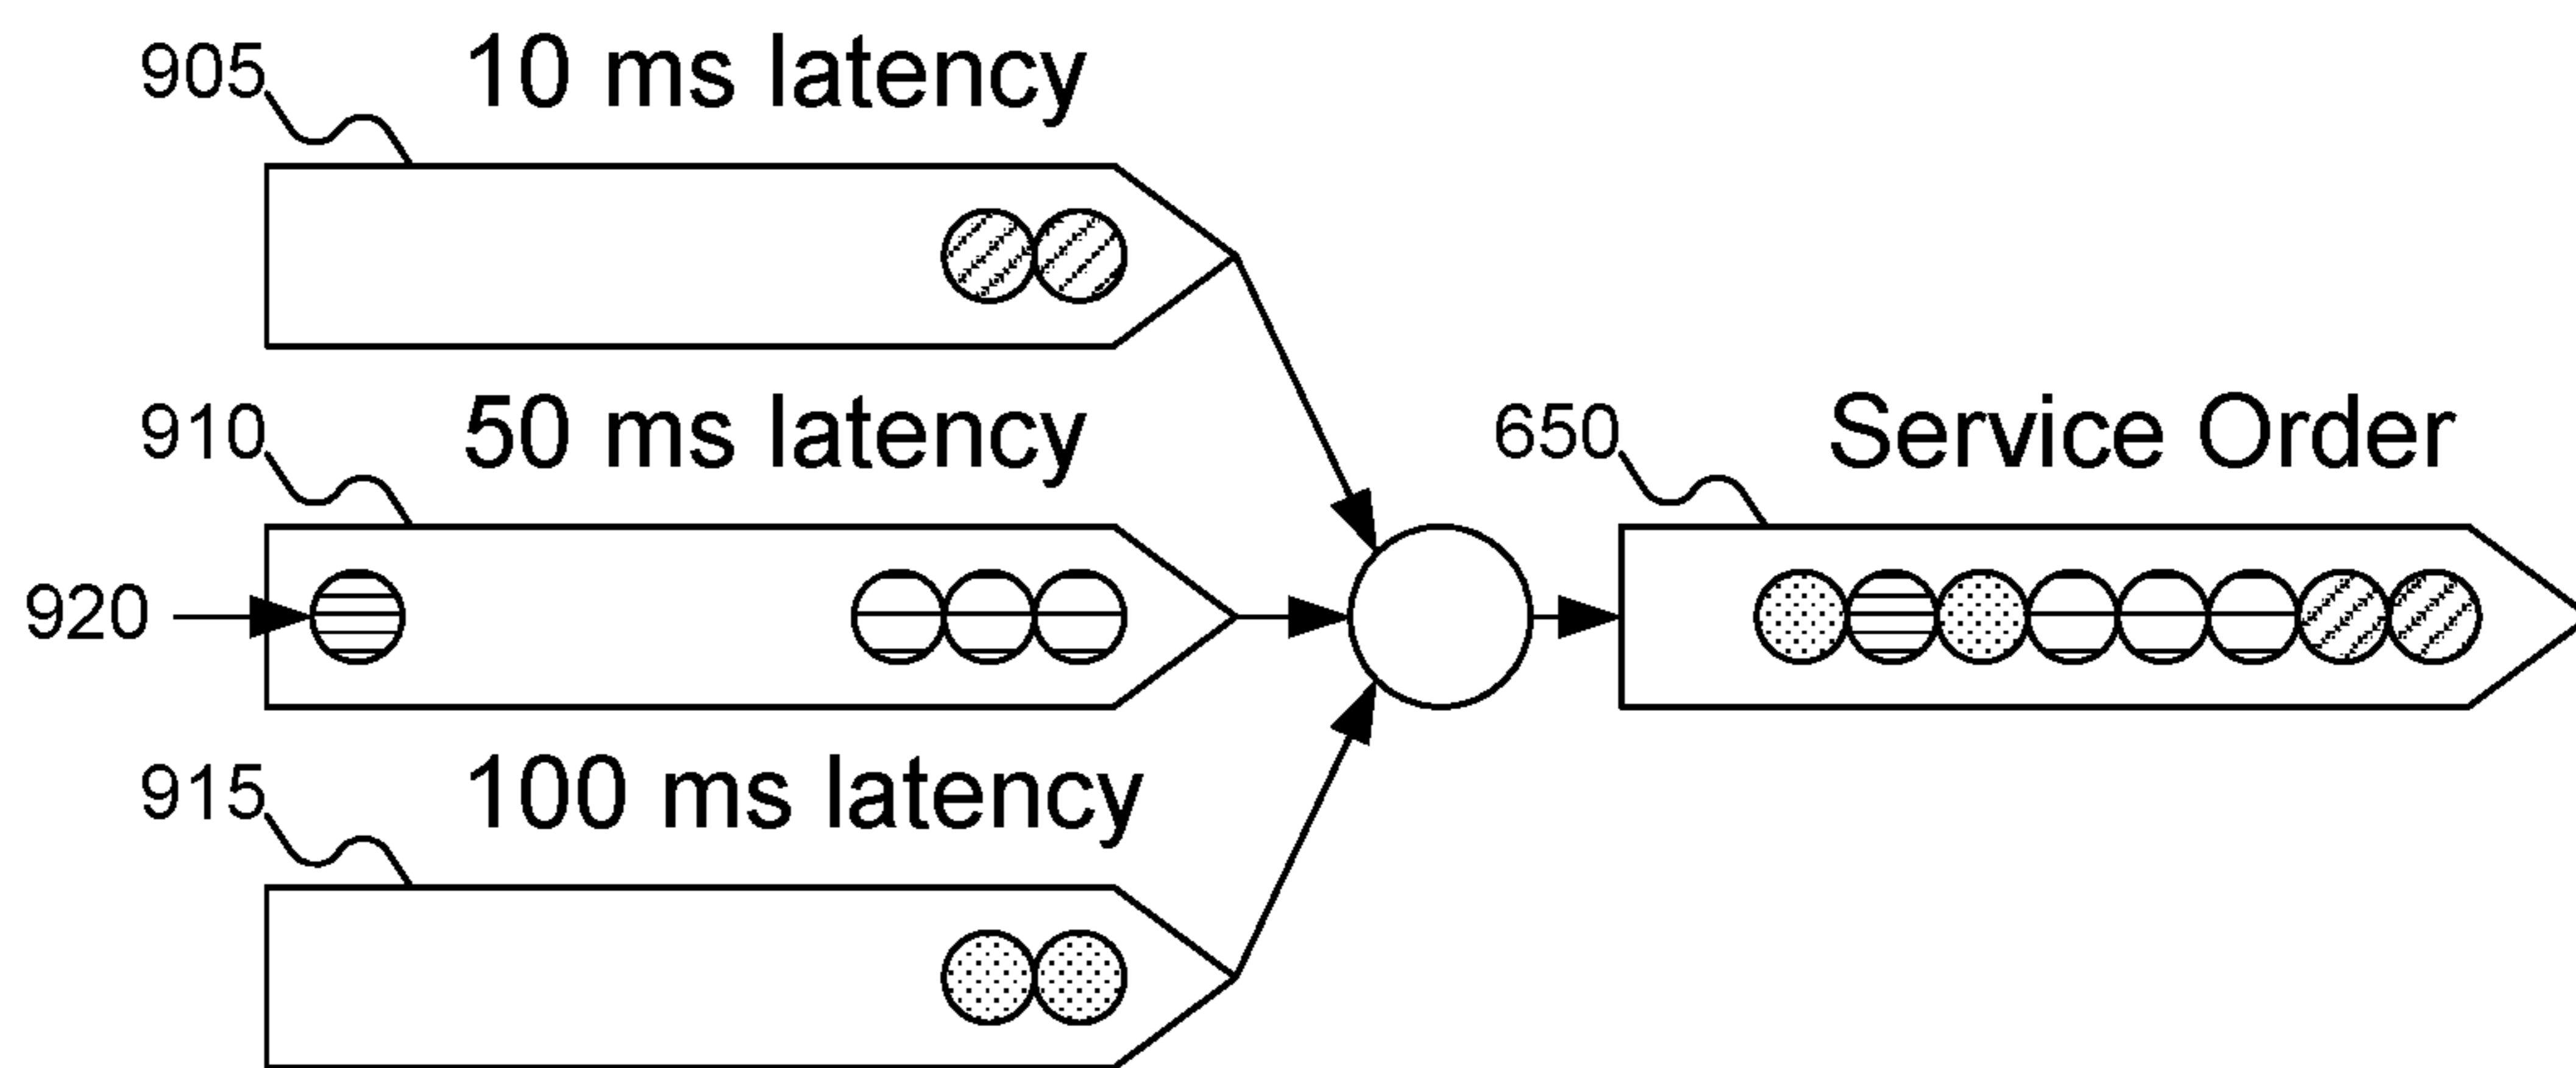 905 10 ms latency
910 50 ms latency
650 Service Order
920
915 100 ms latency